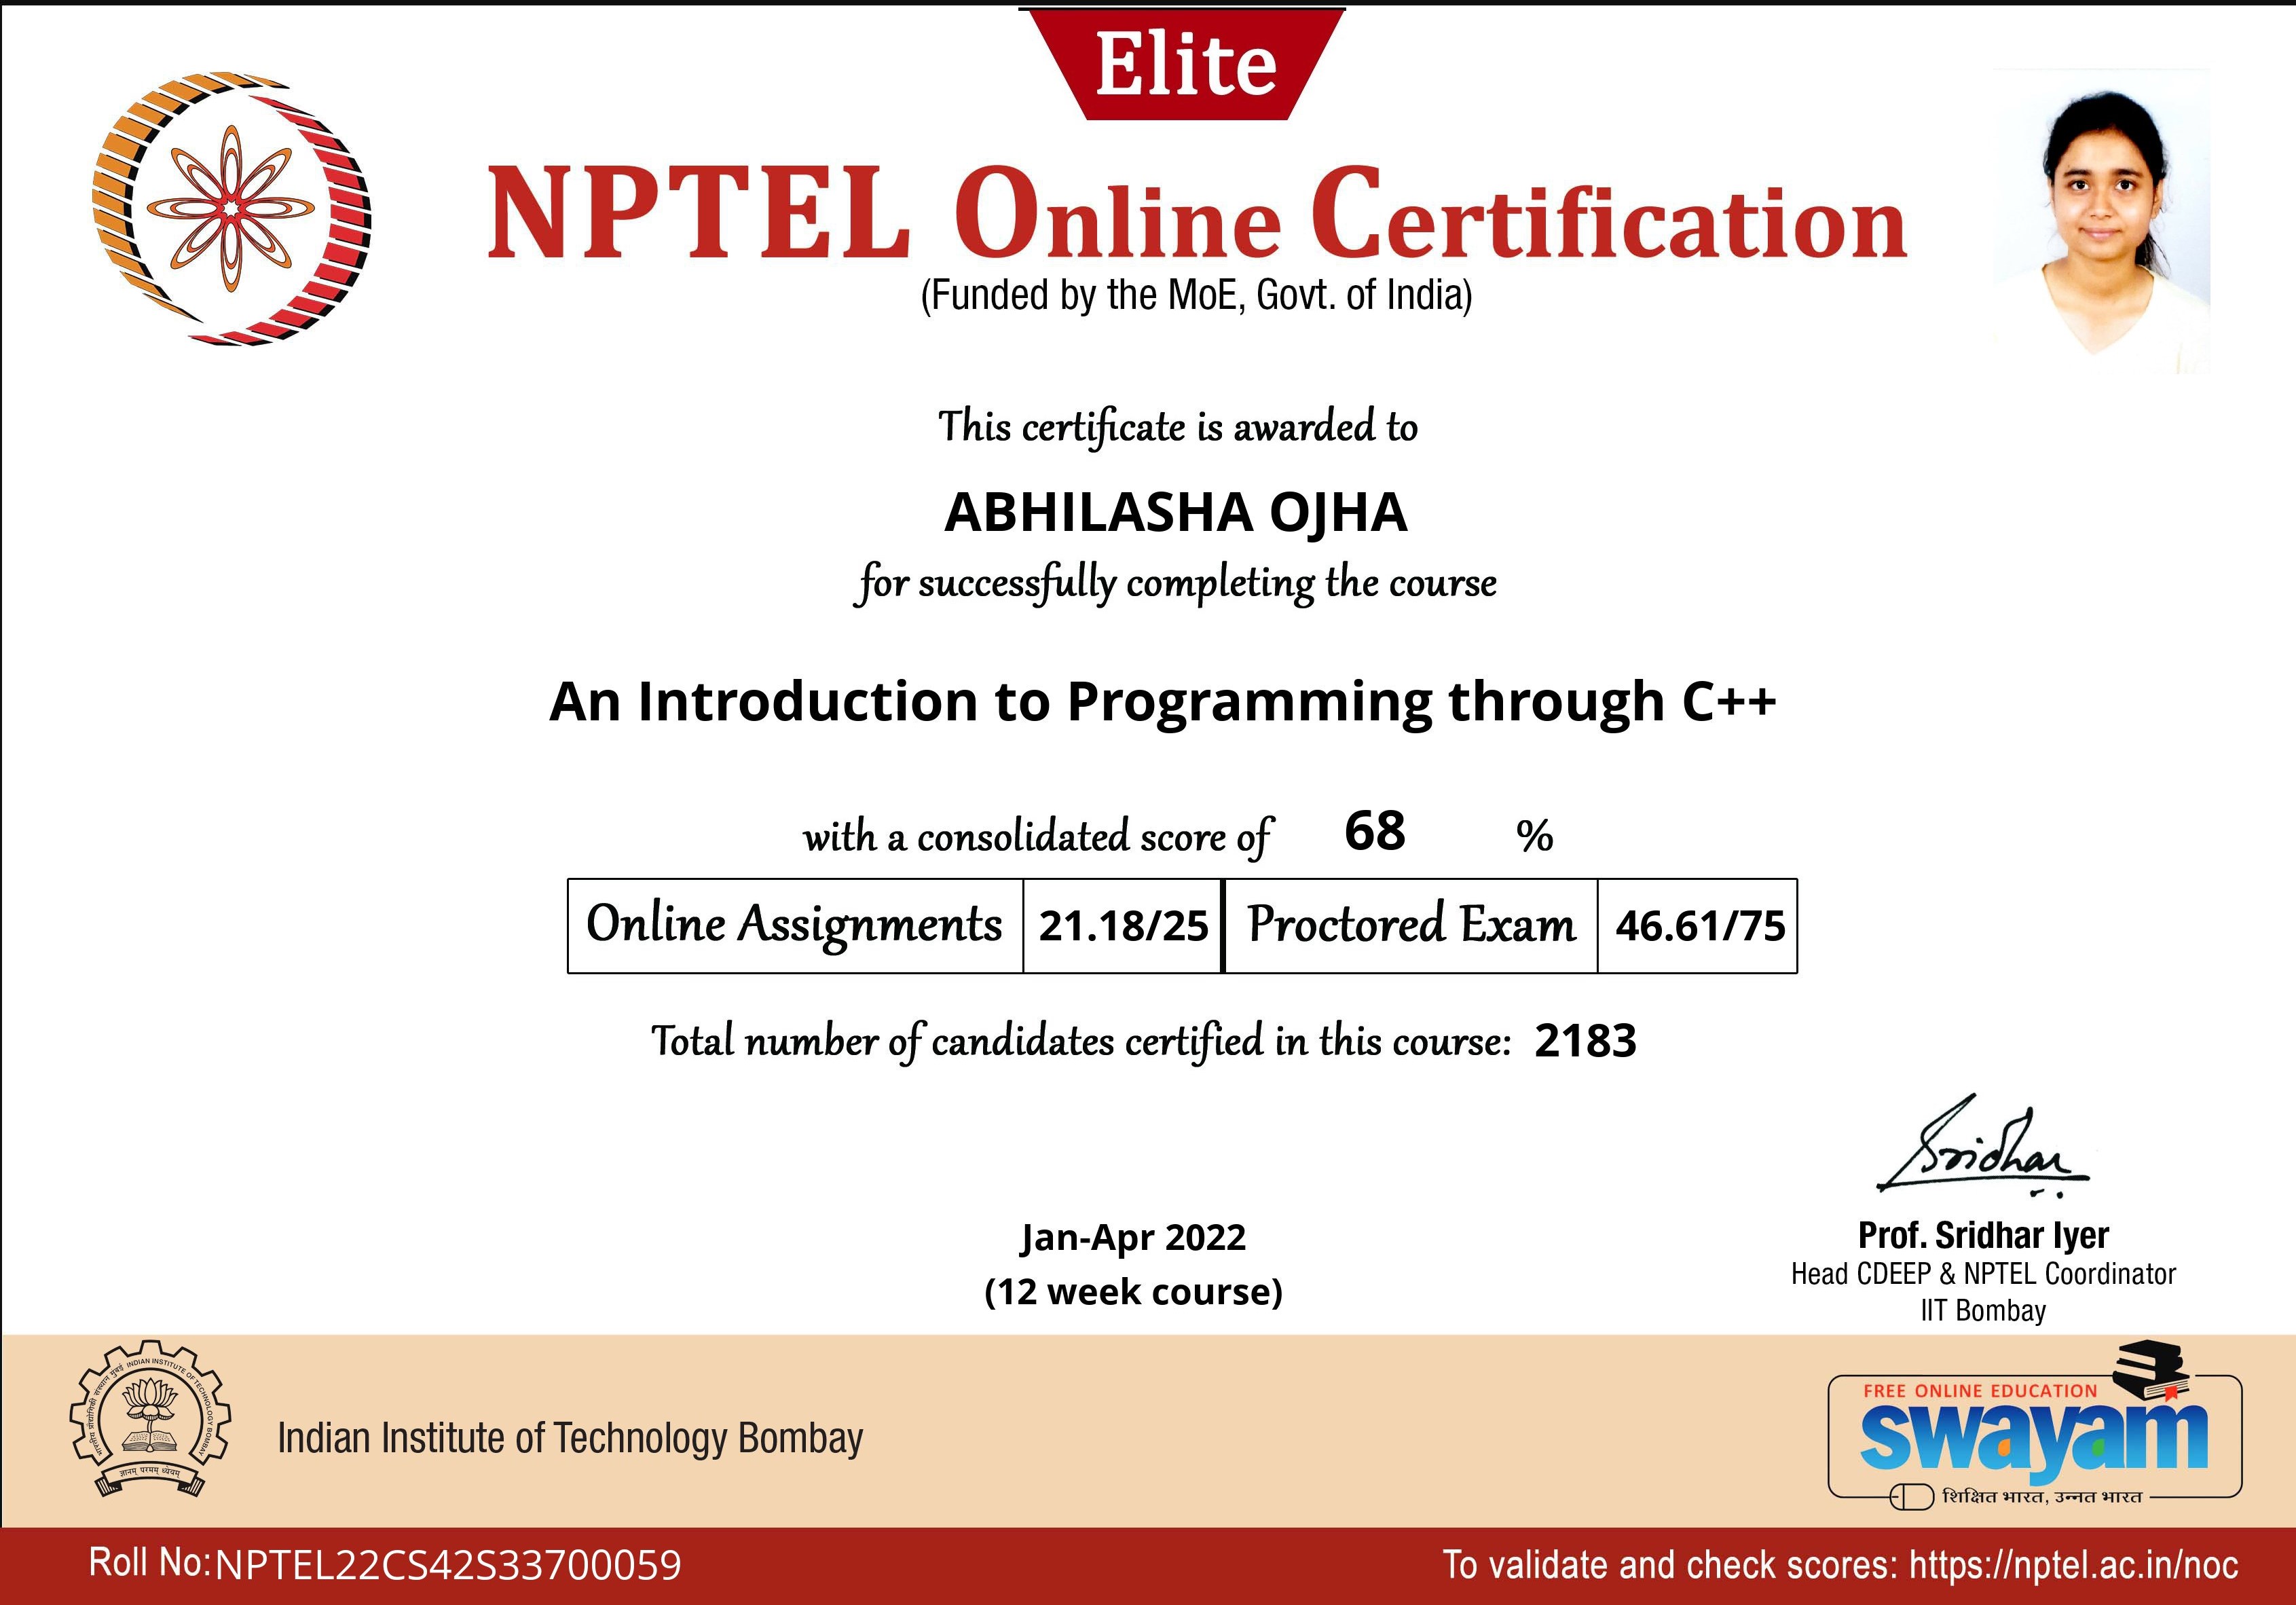 Elite
NPTEL Online Certification
(Funded by the MoE, Govt. of India)
This certificate is awarded to
ABHILASHA OJHA
for successfully completing the course
An Introduction to Programming through C++
with a consolidated score of 68 %
Online Assignments 21.18/25 Proctored Exam 46.61/75
Total number of candidates certified in this course: 2183
Sridhar
Jan-Apr 2022
(12 week course)
Prof. Sridhar Iyer
Head CDEEP & NPTEL Coordinator
IIT Bombay
भारतीय प्रौद्योगिकी संस्थान मुंबई INDIAN INSTITUTE OF TECHNOLOGY BOMBAY
ज्ञानम् परमम् ध्येयम्
Indian Institute of Technology Bombay
FREE ONLINE EDUCATION
swayam
शिक्षित भारत, उन्नत भारत
Roll No:NPTEL22CS42S33700059
To validate and check scores: https://nptel.ac.in/noc